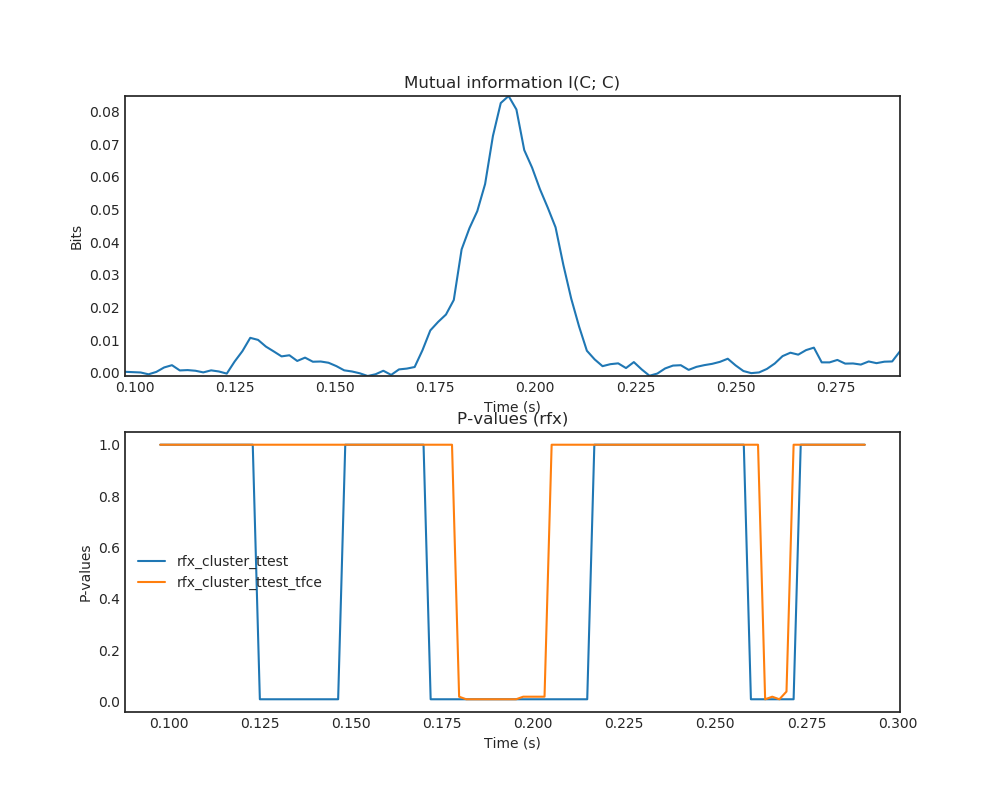 Mutual information I(C; C)
0.08
0.07
0.06
0.05
0.04
0.03
0.02
0.01
0.00
Bits
0.100 0.125 0.150 0.175 0.200 0.225 0.250 0.275
Time (s)
P-values (rfx)
1.0
0.8
0.6
0.4
0.2
0.0
P-values
rfx_cluster_ttest
rfx_cluster_ttest_tfce
0.100 0.125 0.150 0.175 0.200 0.225 0.250 0.275 0.300
Time (s)